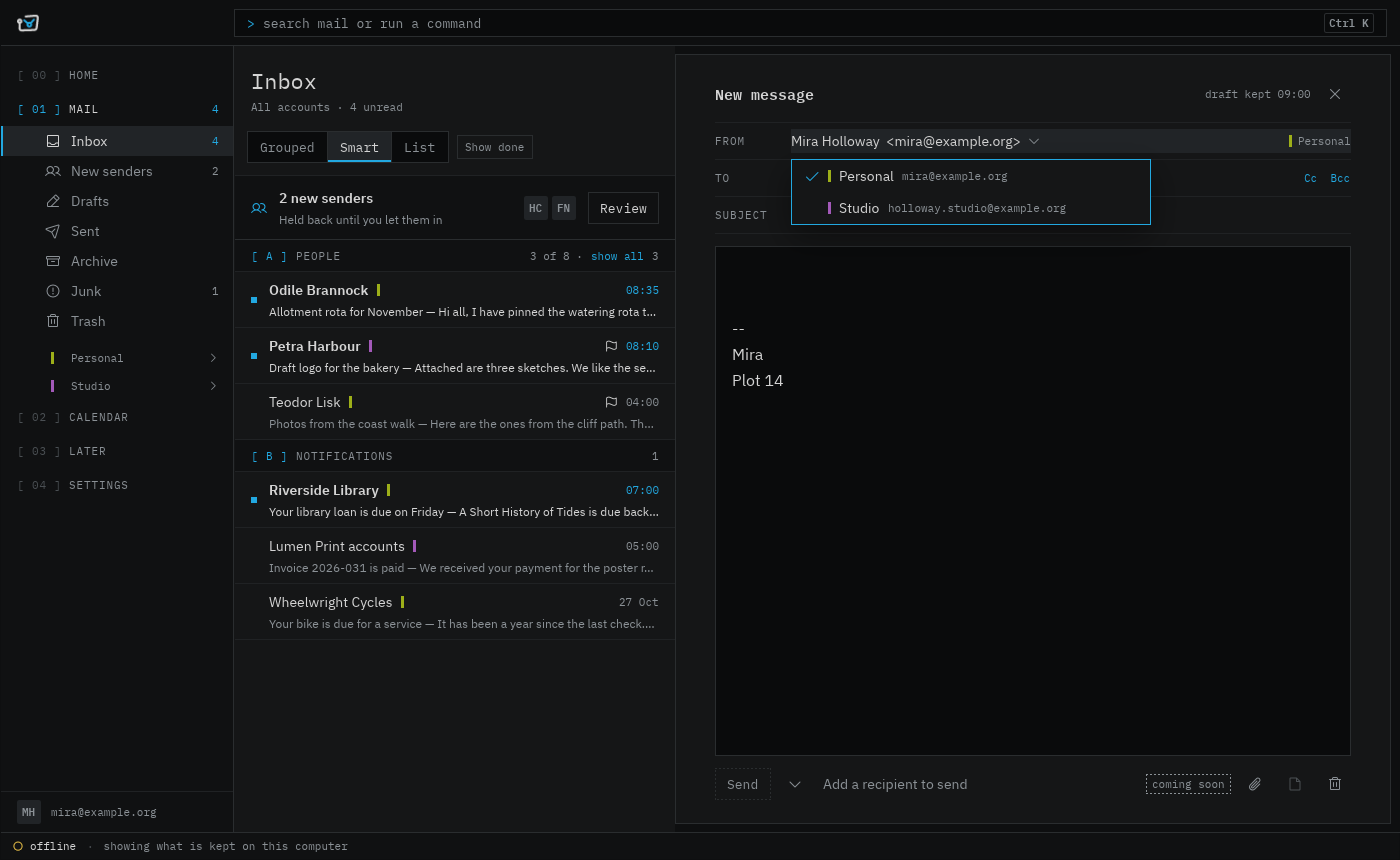 > search mail or run a command
Ctrl K
[ 00 ] HOME
[ 01 ] MAIL 4
Inbox 4
New senders 2
Drafts
Sent
Archive
Junk 1
Trash
Personal
Studio
[ 02 ] CALENDAR
[ 03 ] LATER
[ 04 ] SETTINGS
MH mira@example.org
Inbox
All accounts · 4 unread
Grouped Smart List Show done
2 new senders
Held back until you let them in
HC FN Review
[ A ] PEOPLE 3 of 8 · show all 3
Odile Brannock 08:35
Allotment rota for November — Hi all, I have pinned the watering rota t…
Petra Harbour 08:10
Draft logo for the bakery — Attached are three sketches. We like the se…
Teodor Lisk 04:00
Photos from the coast walk — Here are the ones from the cliff path. Th…
[ B ] NOTIFICATIONS 1
Riverside Library 07:00
Your library loan is due on Friday — A Short History of Tides is due back…
Lumen Print accounts 05:00
Invoice 2026-031 is paid — We received your payment for the poster r…
Wheelwright Cycles 27 Oct
Your bike is due for a service — It has been a year since the last check.…
New message draft kept 09:00
FROM Mira Holloway <mira@example.org> Personal
TO Cc Bcc
Personal mira@example.org
Studio holloway.studio@example.org
SUBJECT
--
Mira
Plot 14
Send Add a recipient to send coming soon
offline · showing what is kept on this computer